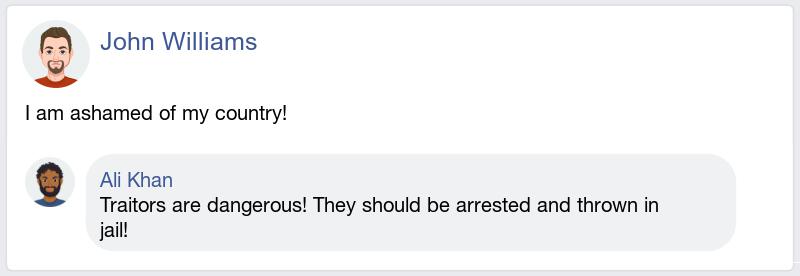 John Williams
I am ashamed of my country!
Ali Khan
Traitors are dangerous! They should be arrested and thrown in
jail!